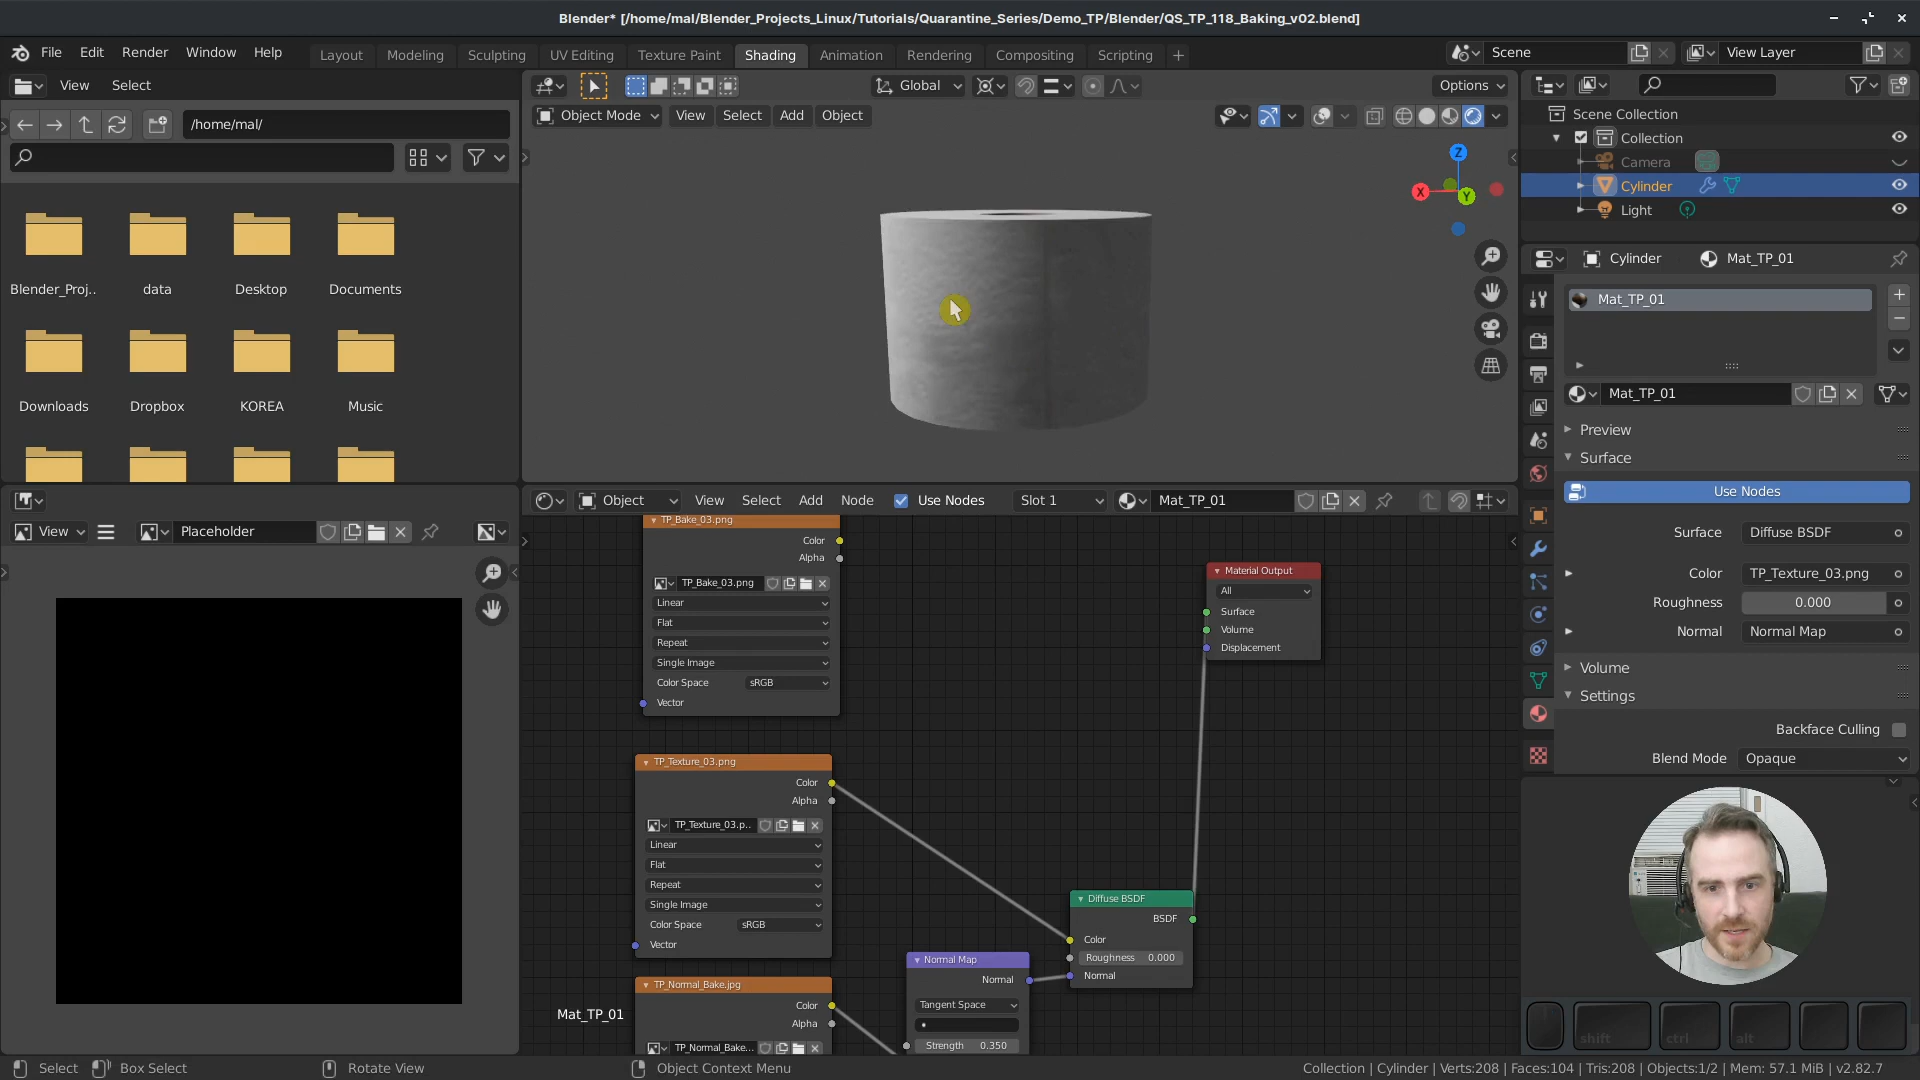 Blender* [/home/mal/Blender_Projects_Linux/Tutorials/Quarantine_Series/Demo_TP/Blender/QS_TP_118_Baking_v02.blend]
File Edit Render Window Help
Layout Modeling Sculpting UV Editing Texture Paint Shading Animation Rendering Compositing Scripting +
Scene
View Layer
View Select
/home/mal/
Blender_Proj.. data Desktop Documents
Downloads Dropbox KOREA Music
Global
Options
Object Mode View Select Add Object
Z
X
Y
Scene Collection
Collection
Camera
Cylinder
Light
Cylinder Mat_TP_01
Mat_TP_01
Mat_TP_01
Preview
Surface
Use Nodes
Surface Diffuse BSDF
Color TP_Texture_03.png
Roughness 0.000
Normal Normal Map
Volume
Settings
Backface Culling
Blend Mode Opaque
View Placeholder
Object View Select Add Node Use Nodes Slot 1 Mat_TP_01
TP_Bake_03.png
Color
Alpha
TP_Bake_03.png
Linear
Flat
Repeat
Single Image
Color Space sRGB
Vector
Material Output
All
Surface
Volume
Displacement
TP_Texture_03.png
Color
Alpha
TP_Texture_03.p..
Linear
Flat
Repeat
Single Image
Color Space sRGB
Vector
Diffuse BSDF
BSDF
Color
Roughness 0.000
Normal
Normal Map
Normal
Tangent Space
Strength 0.350
TP_Normal_Bake.jpg
Color
Alpha
TP_Normal_Bake...
Mat_TP_01
shift ctrl alt
Select Box Select Rotate View Object Context Menu
Collection | Cylinder | Verts:208 | Faces:104 | Tris:208 | Objects:1/2 | Mem: 57.1 MiB | v2.82.7